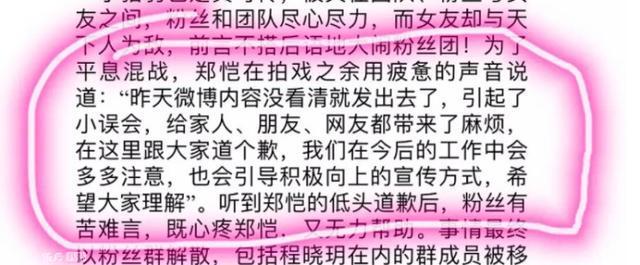 友之间，粉丝和团队尽心尽力，而女友却与天
下人为敌，前言不搭后语地大闹粉丝团！为了
平息混战，郑恺在拍戏之余用疲惫的声音说
道：“昨天微博内容没看清就发出去了，引起了
小误会，给家人、朋友、网友都带来了麻烦，
在这里跟大家道个歉，我们在今后的工作中会
多多注意，也会引导积极向上的宣传方式，希
望大家理解”。听到郑恺的低头道歉后，粉丝有
苦难言，既心疼郑恺，又无力帮助。事情最终
以粉丝群解散，包括程晓玥在内的群成员被移